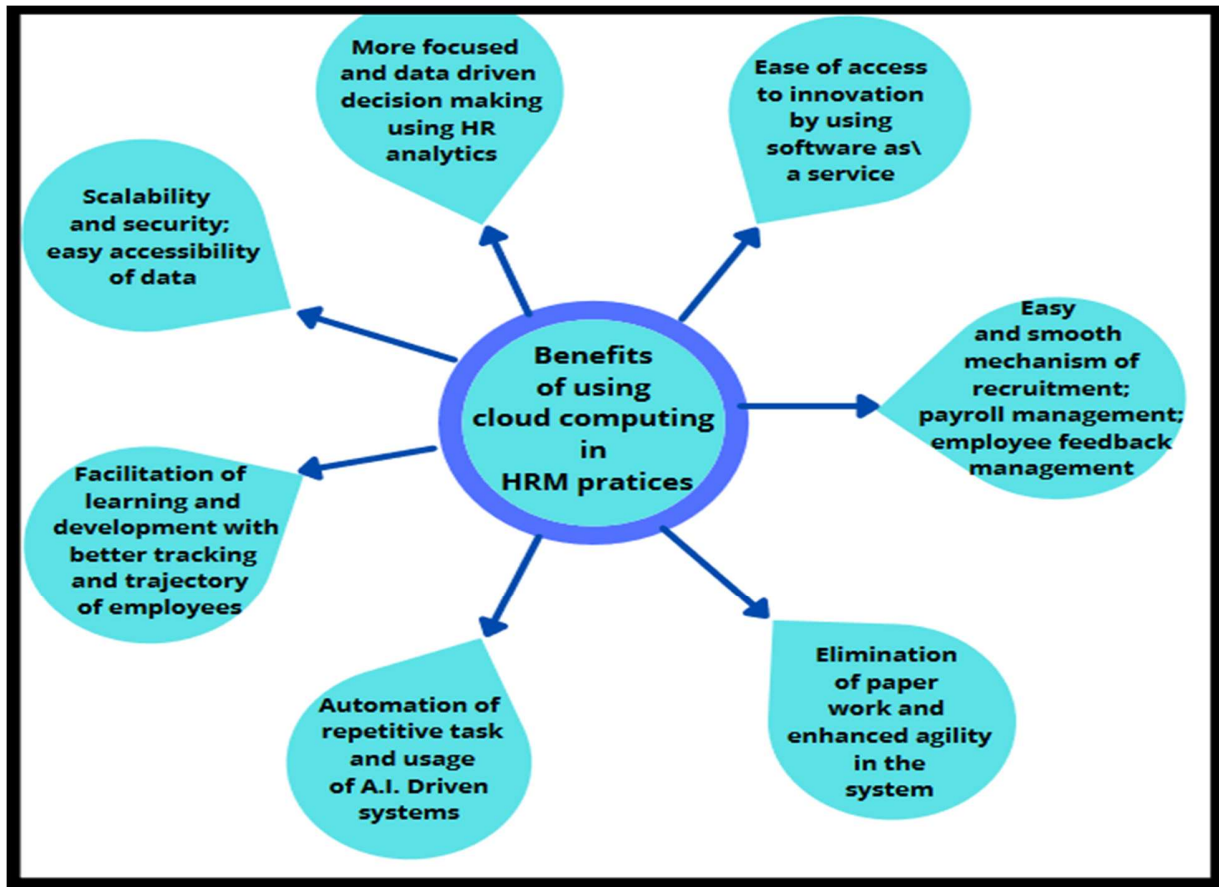 More focused
and data driven
decision making
using HR
analytics
Ease of access
to innovation
by using
software as\
a service
Scalability
and security;
easy accessibility
of data
Easy
and smooth
mechanism of
recruitment;
payroll management;
employee feedback
management
Benefits
of using
cloud computing
in
HRM pratices
Facilitation of
learning and
development with
better tracking
and trajectory
of employees
Elimination
of paper
work and
enhanced agility
in the
system
Automation of
repetitive task
and usage
of A.I. Driven
systems